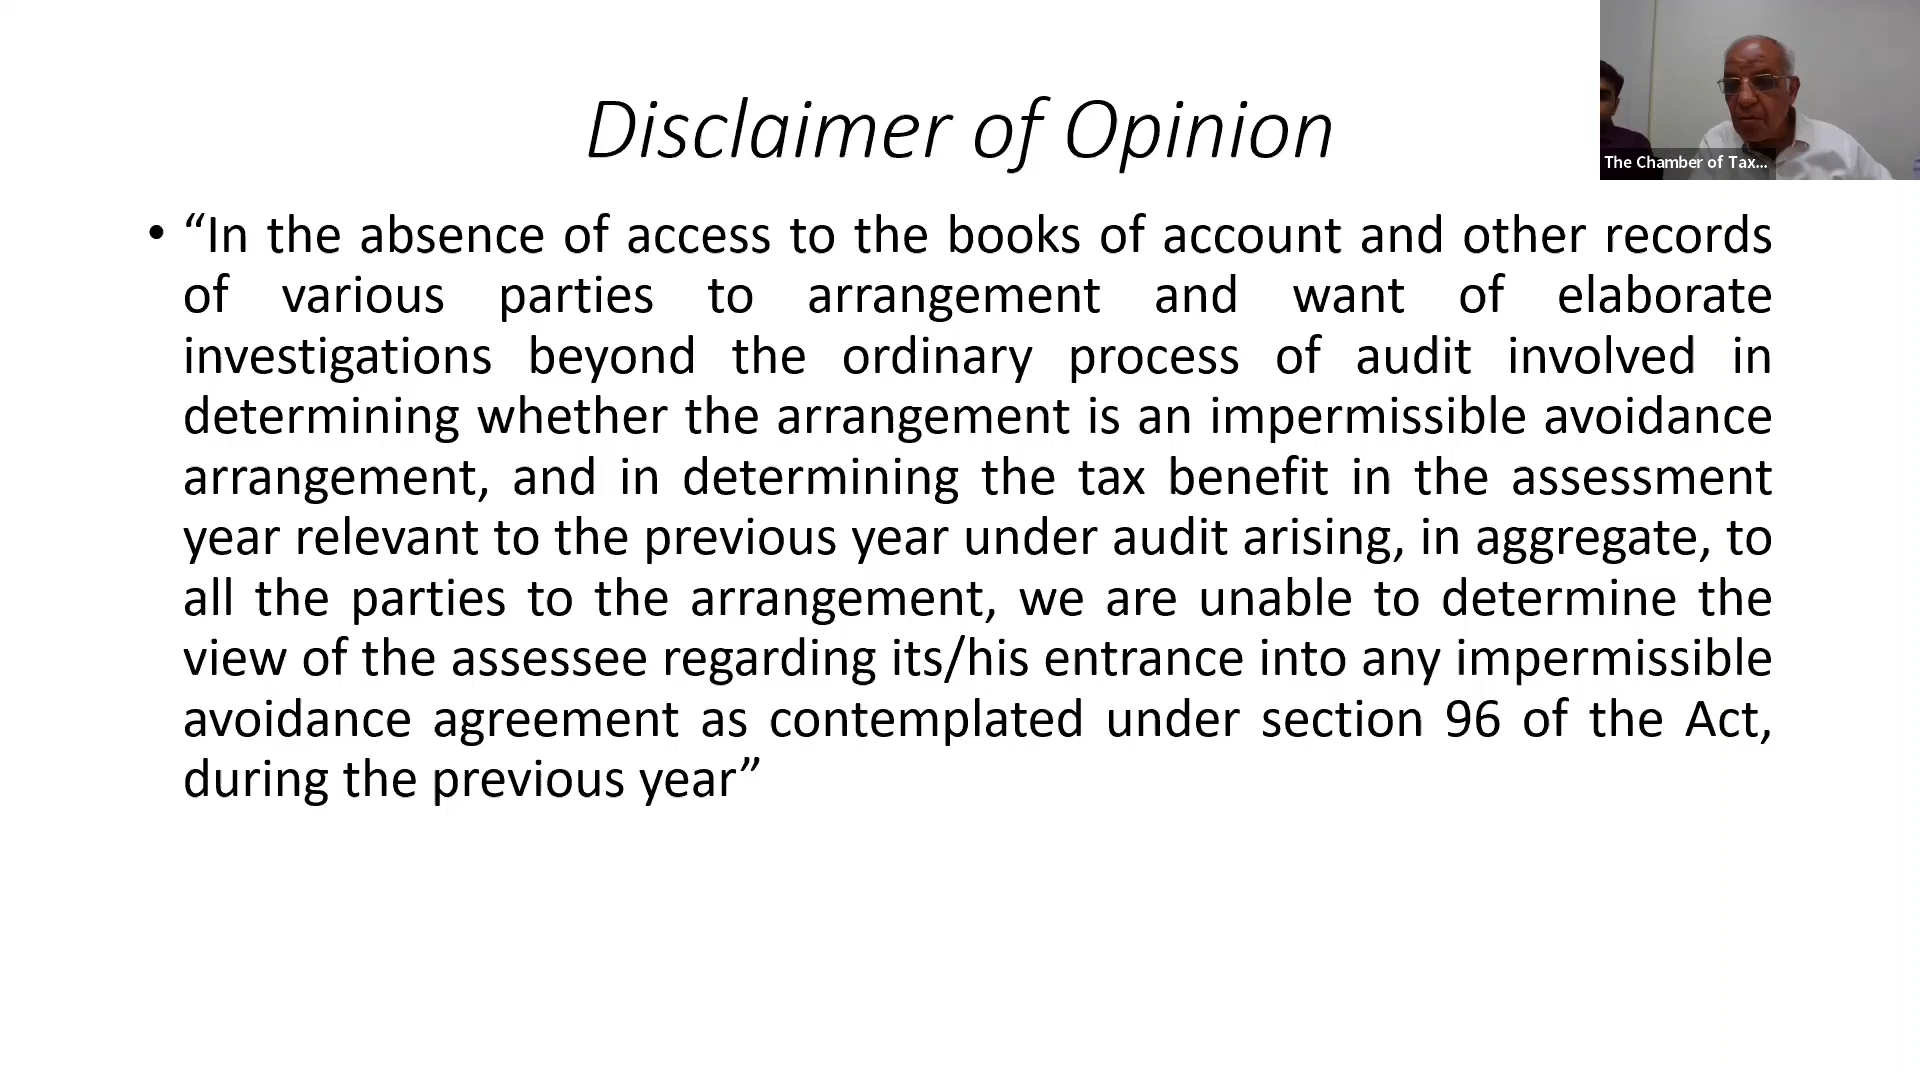 Disclaimer of Opinion
The Chamber of Tax...
• “In the absence of access to the books of account and other records
of various parties to arrangement and want of elaborate
investigations beyond the ordinary process of audit involved in
determining whether the arrangement is an impermissible avoidance
arrangement, and in determining the tax benefit in the assessment
year relevant to the previous year under audit arising, in aggregate, to
all the parties to the arrangement, we are unable to determine the
view of the assessee regarding its/his entrance into any impermissible
avoidance agreement as contemplated under section 96 of the Act,
during the previous year”